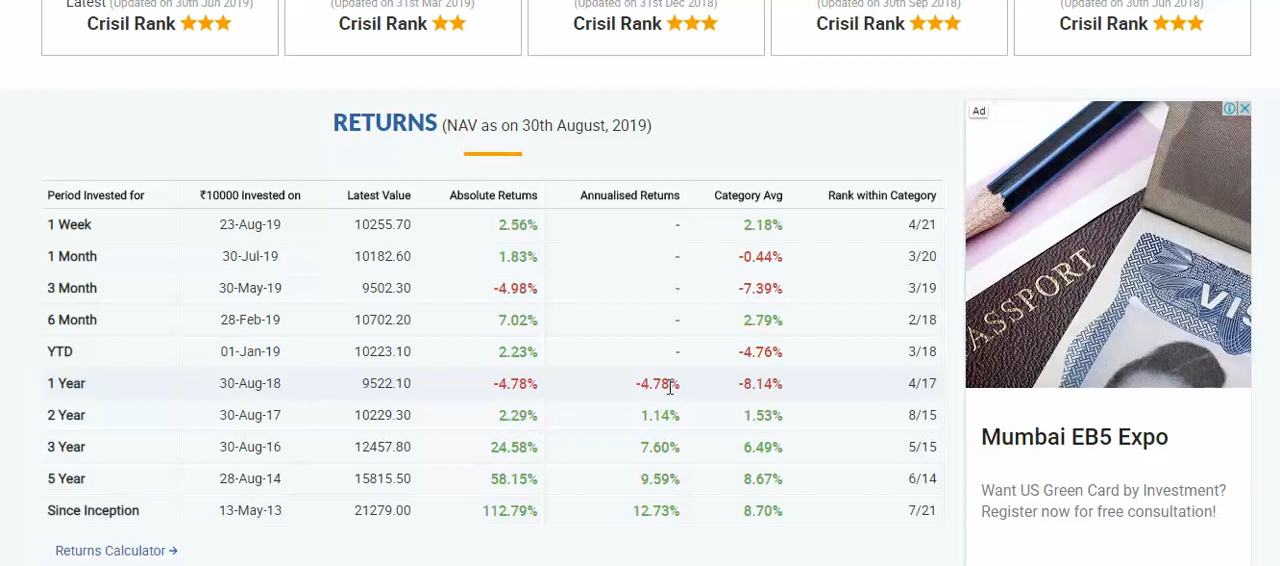 Latest (Updated on 30th Jun 2019) (Updated on 31st Mar 2019) (Updated on 31st Dec 2018) (Updated on 30th Sep 2018) (Updated on 30th Jun 2018)
Crisil Rank ★★★ Crisil Rank ★★ Crisil Rank ★★★ Crisil Rank ★★★ Crisil Rank ★★★
RETURNS (NAV as on 30th August, 2019)
Period Invested for ₹10000 Invested on Latest Value Absolute Returns Annualised Returns Category Avg Rank within Category
1 Week 23-Aug-19 10255.70 2.56% - 2.18% 4/21
1 Month 30-Jul-19 10182.60 1.83% - -0.44% 3/20
3 Month 30-May-19 9502.30 -4.98% - -7.39% 3/19
6 Month 28-Feb-19 10702.20 7.02% - 2.79% 2/18
YTD 01-Jan-19 10223.10 2.23% - -4.76% 3/18
1 Year 30-Aug-18 9522.10 -4.78% -4.78% -8.14% 4/17
2 Year 30-Aug-17 10229.30 2.29% 1.14% 1.53% 8/15
3 Year 30-Aug-16 12457.80 24.58% 7.60% 6.49% 5/15
5 Year 28-Aug-14 15815.50 58.15% 9.59% 8.67% 6/14
Since Inception 13-May-13 21279.00 112.79% 12.73% 8.70% 7/21
Returns Calculator →
Ad
PASSPORT
VIS
Mumbai EB5 Expo
Want US Green Card by Investment?
Register now for free consultation!